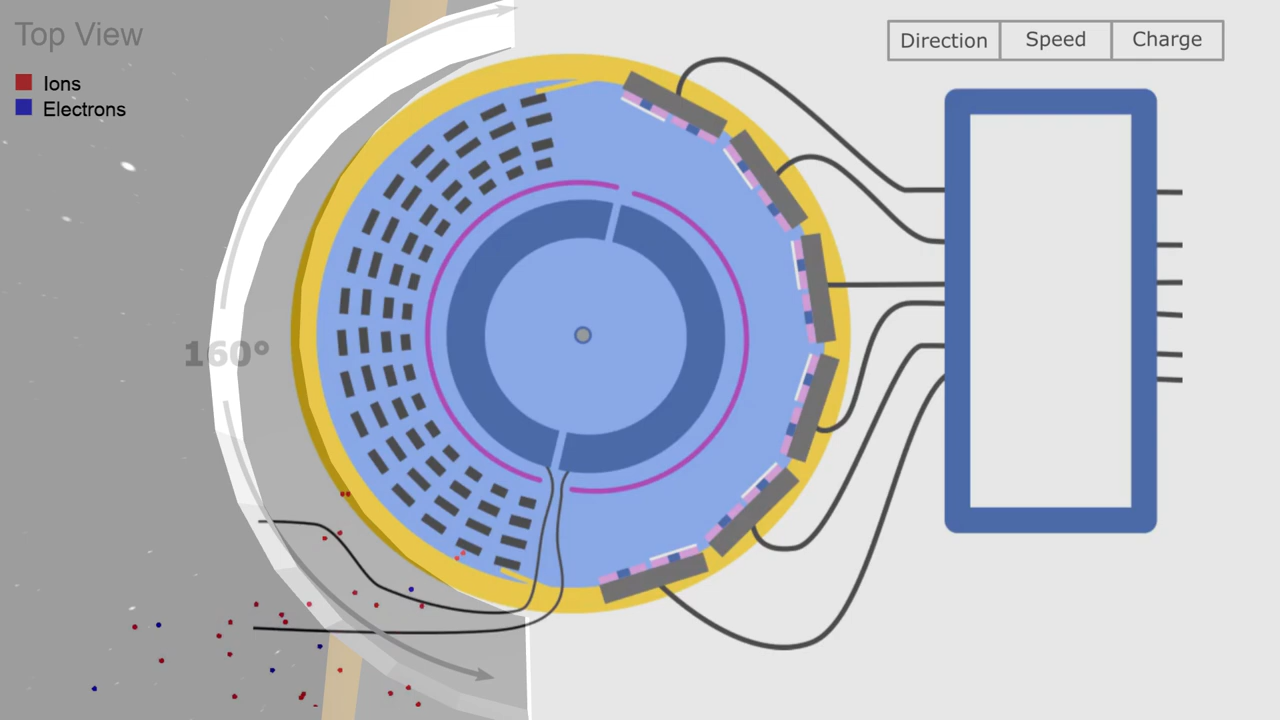 Top View
Ions
Electrons
160°
Direction
Speed
Charge